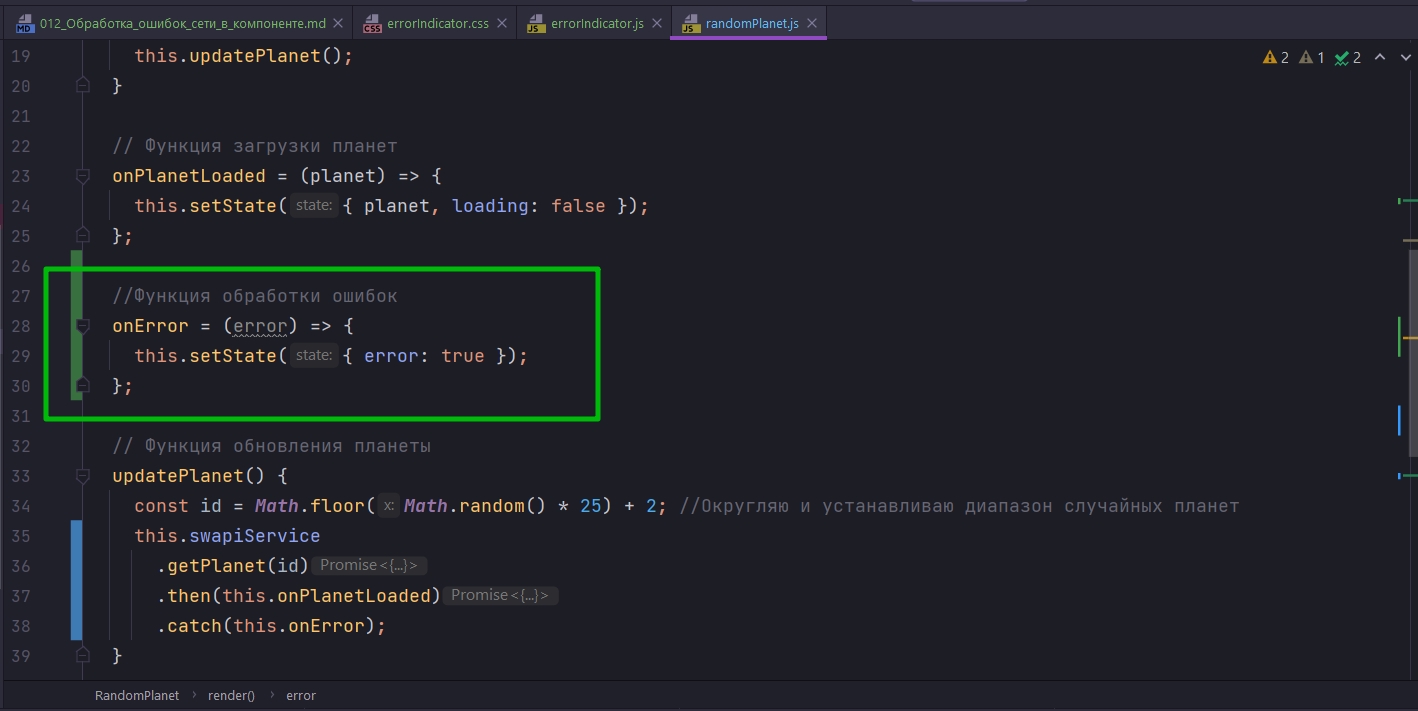 012_Обработка_ошибок_сети_в_компоненте.md errorIndicator.css errorIndicator.js randomPlanet.js
2 1 2
19 this.updatePlanet();
20 }
21
22 // Функция загрузки планет
23 onPlanetLoaded = (planet) => {
24 this.setState( state: { planet, loading: false });
25 };
26
27 //Функция обработки ошибок
28 onError = (error) => {
29 this.setState( state: { error: true });
30 };
31
32 // Функция обновления планеты
33 updatePlanet() {
34 const id = Math.floor( x: Math.random() * 25) + 2; //Округляю и устанавливаю диапазон случайных планет
35 this.swapiService
36 .getPlanet(id) Promise<{...}>
37 .then(this.onPlanetLoaded) Promise<{...}>
38 .catch(this.onError);
39 }
RandomPlanet › render() › error